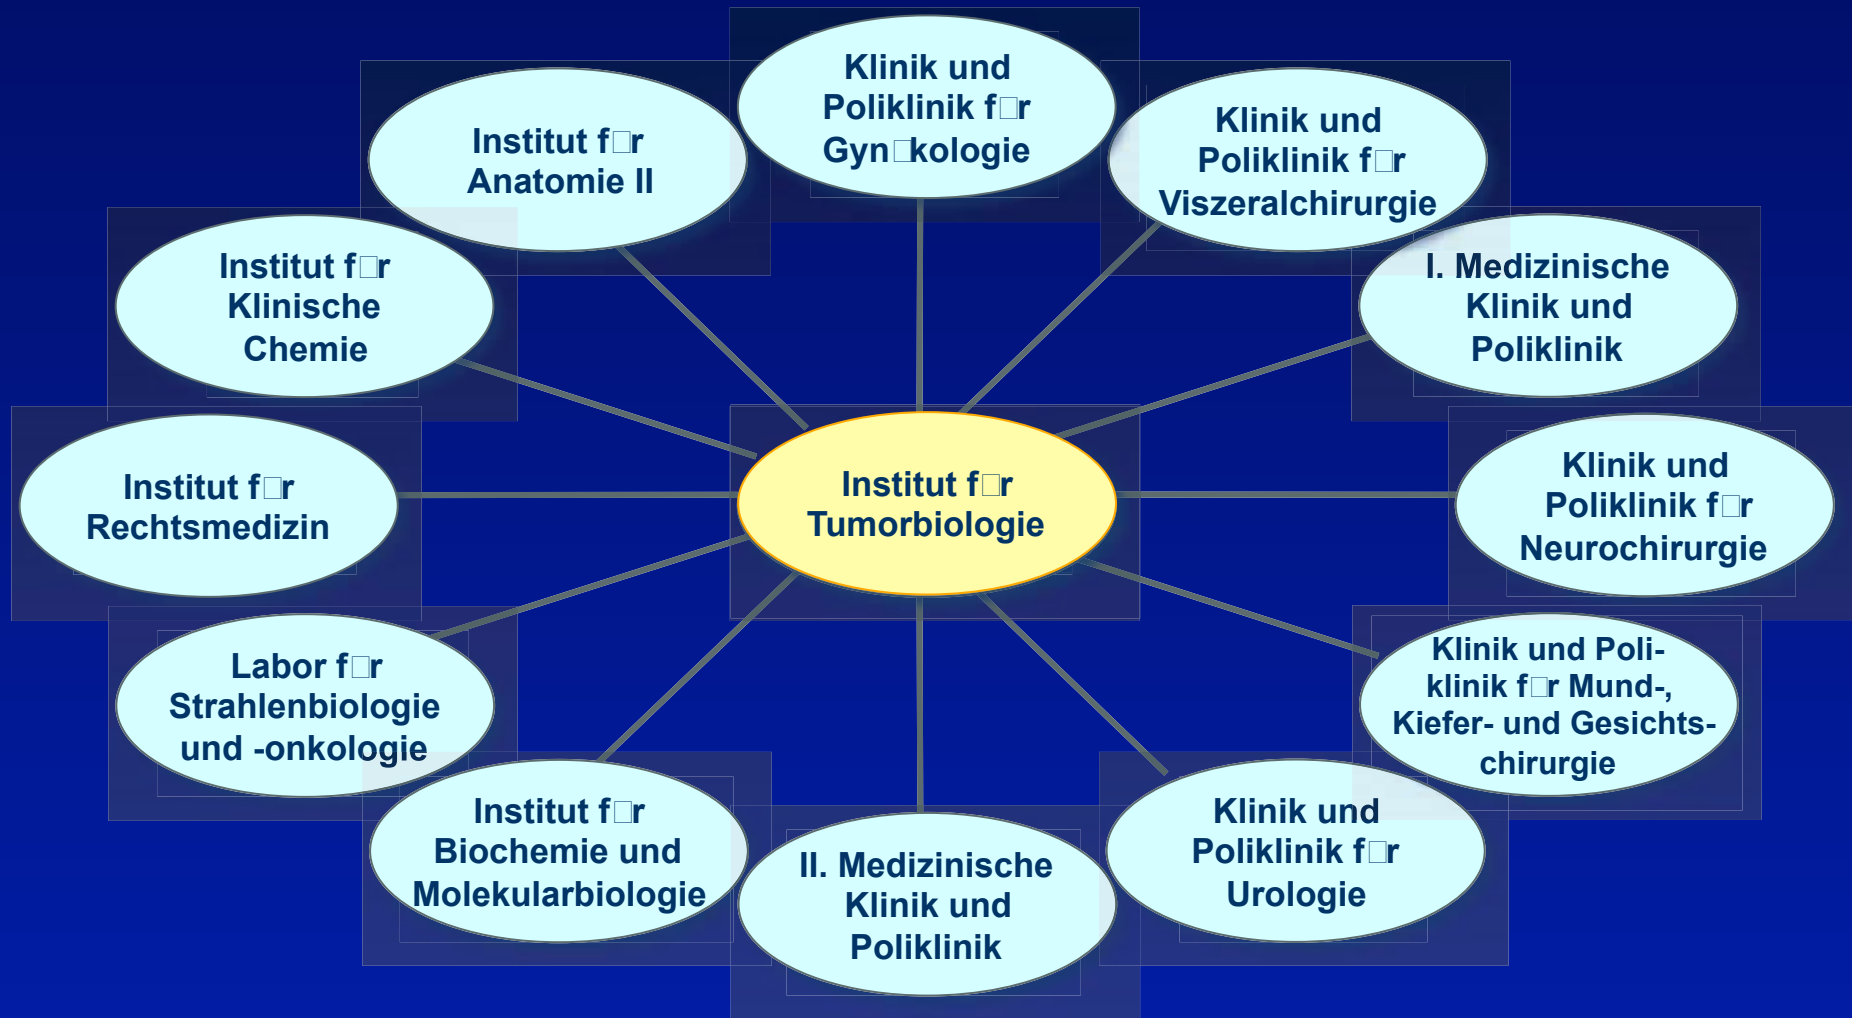 Klinik und
Poliklinik f□r
Gyn□kologie
Klinik und
Poliklinik f□r
Viszeralchirurgie
I. Medizinische
Klinik und
Poliklinik
Klinik und
Poliklinik f□r
Neurochirurgie
Klinik und Poli-
klinik f□r Mund-,
Kiefer- und Gesichts-
chirurgie
Klinik und
Poliklinik f□r
Urologie
II. Medizinische
Klinik und
Poliklinik
Institut f□r
Biochemie und
Molekularbiologie
Labor f□r
Strahlenbiologie
und -onkologie
Institut f□r
Rechtsmedizin
Institut f□r
Klinische
Chemie
Institut f□r
Anatomie II
Institut f□r
Tumorbiologie